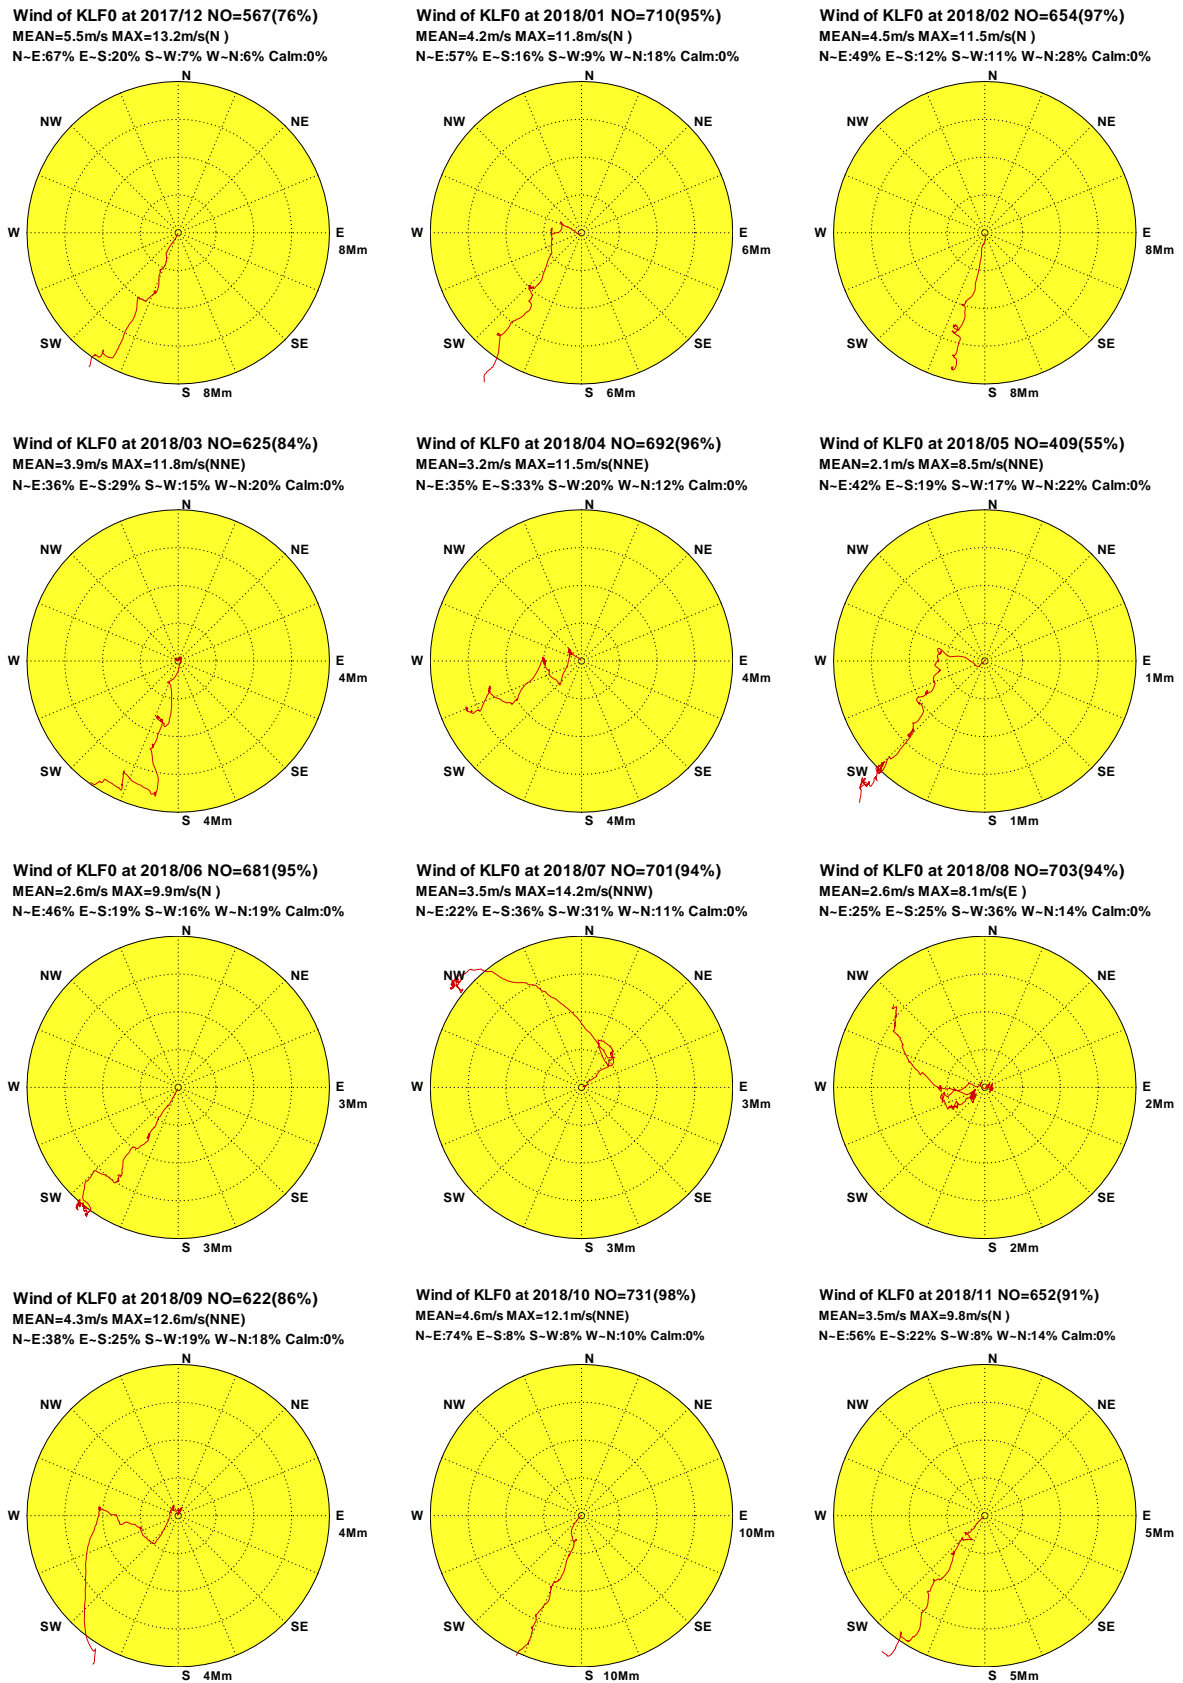 Wind of KLF0 at 2017/12 NO=567(76%)
MEAN=5.5m/s MAX=13.2m/s(N )
N~E:67% E~S:20% S~W:7% W~N:6% Calm:0%
N
NW
NE
W
E
8Mm
SW
SE
S 8Mm
Wind of KLF0 at 2018/01 NO=710(95%)
MEAN=4.2m/s MAX=11.8m/s(N )
N~E:57% E~S:16% S~W:9% W~N:18% Calm:0%
N
NW
NE
W
E
6Mm
SW
SE
S 6Mm
Wind of KLF0 at 2018/02 NO=654(97%)
MEAN=4.5m/s MAX=11.5m/s(N )
N~E:49% E~S:12% S~W:11% W~N:28% Calm:0%
N
NW
NE
W
E
8Mm
SW
SE
S 8Mm
Wind of KLF0 at 2018/03 NO=625(84%)
MEAN=3.9m/s MAX=11.8m/s(NNE)
N~E:36% E~S:29% S~W:15% W~N:20% Calm:0%
N
NW
NE
W
E
4Mm
SW
SE
S 4Mm
Wind of KLF0 at 2018/04 NO=692(96%)
MEAN=3.2m/s MAX=11.5m/s(NNE)
N~E:35% E~S:33% S~W:20% W~N:12% Calm:0%
N
NW
NE
W
E
4Mm
SW
SE
S 4Mm
Wind of KLF0 at 2018/05 NO=409(55%)
MEAN=2.1m/s MAX=8.5m/s(NNE)
N~E:42% E~S:19% S~W:17% W~N:22% Calm:0%
N
NW
NE
W
E
1Mm
SW
SE
S 1Mm
Wind of KLF0 at 2018/06 NO=681(95%)
MEAN=2.6m/s MAX=9.9m/s(N )
N~E:46% E~S:19% S~W:16% W~N:19% Calm:0%
N
NW
NE
W
E
3Mm
SW
SE
S 3Mm
Wind of KLF0 at 2018/07 NO=701(94%)
MEAN=3.5m/s MAX=14.2m/s(NNW)
N~E:22% E~S:36% S~W:31% W~N:11% Calm:0%
N
NW
NE
W
E
3Mm
SW
SE
S 3Mm
Wind of KLF0 at 2018/08 NO=703(94%)
MEAN=2.6m/s MAX=8.1m/s(E )
N~E:25% E~S:25% S~W:36% W~N:14% Calm:0%
N
NW
NE
W
E
2Mm
SW
SE
S 2Mm
Wind of KLF0 at 2018/09 NO=622(86%)
MEAN=4.3m/s MAX=12.6m/s(NNE)
N~E:38% E~S:25% S~W:19% W~N:18% Calm:0%
N
NW
NE
W
E
4Mm
SW
SE
S 4Mm
Wind of KLF0 at 2018/10 NO=731(98%)
MEAN=4.6m/s MAX=12.1m/s(NNE)
N~E:74% E~S:8% S~W:8% W~N:10% Calm:0%
N
NW
NE
W
E
10Mm
SW
SE
S 10Mm
Wind of KLF0 at 2018/11 NO=652(91%)
MEAN=3.5m/s MAX=9.8m/s(N )
N~E:56% E~S:22% S~W:8% W~N:14% Calm:0%
N
NW
NE
W
E
5Mm
SW
SE
S 5Mm